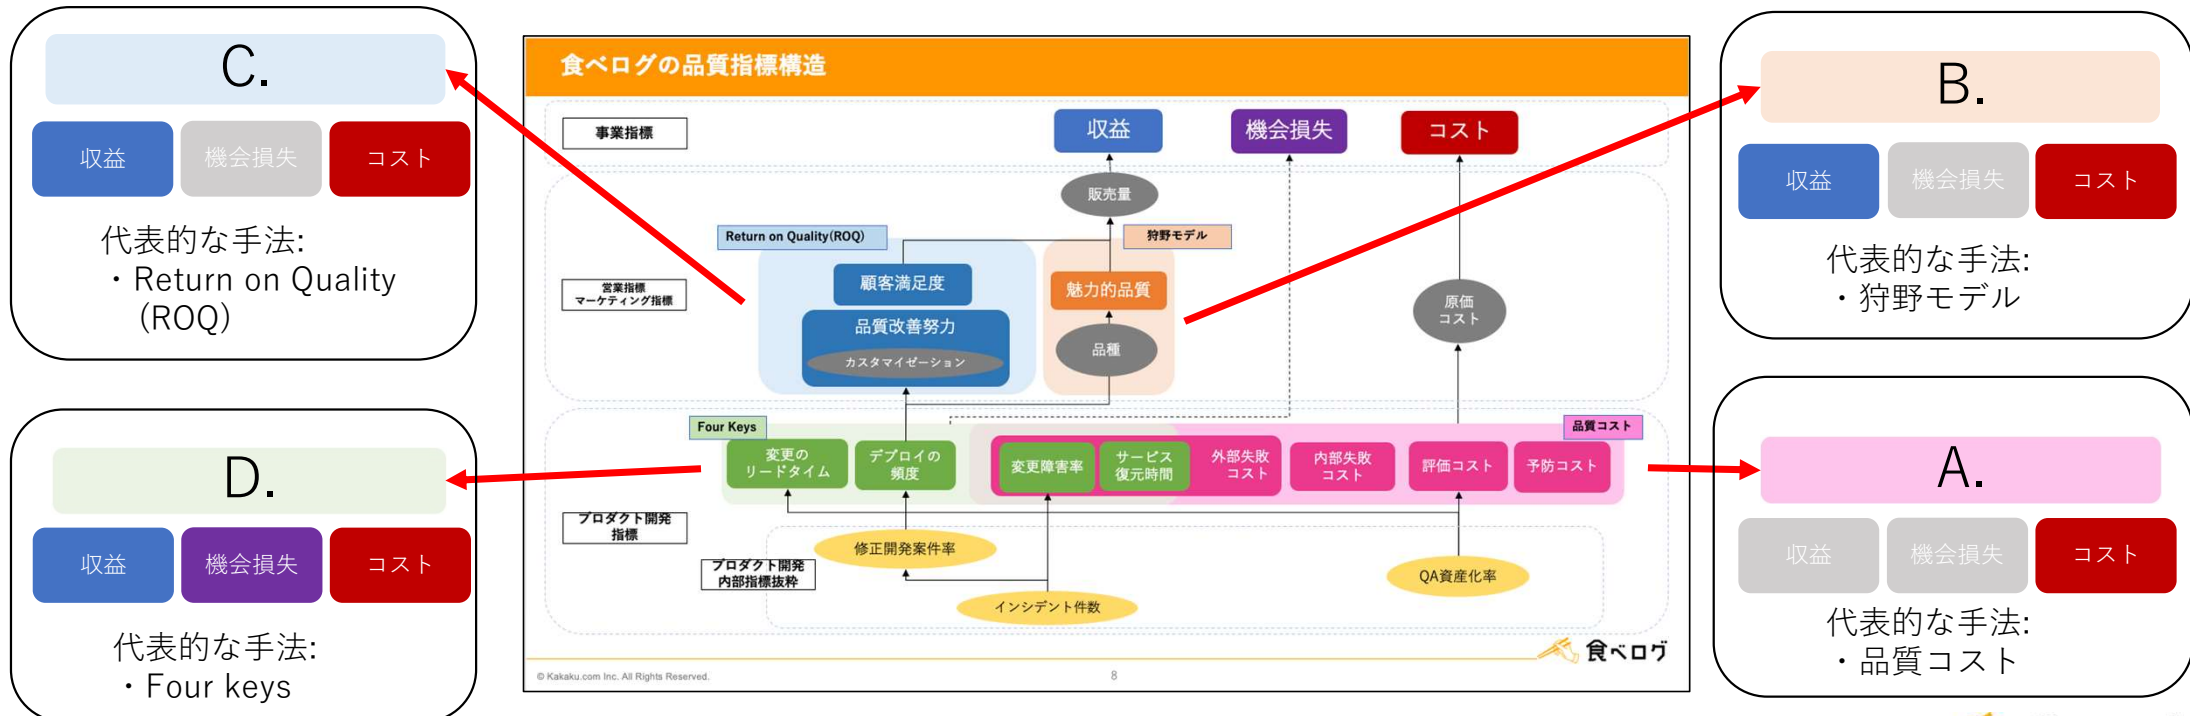 C.
収益
機会損失
コスト
代表的な手法:
・Return on Quality
(ROQ)
D.
収益
機会損失
コスト
代表的な手法:
・Four keys
食べログの品質指標構造
事業指標
収益
機会損失
コスト
販売量
Return on Quality(ROQ)
狩野モデル
営業指標
マーケティング指標
顧客満足度
品質改善努力
カスタマイゼーション
魅力的品質
品種
原価
コスト
Four Keys
品質コスト
変更の
リードタイム
デプロイの
頻度
変更障害率
サービス
復元時間
外部失敗
コスト
内部失敗
コスト
評価コスト
予防コスト
プロダクト開発
指標
プロダクト開発
内部指標抜粋
修正開発案件率
インシデント件数
QA資産化率
© Kakaku.com Inc. All Rights Reserved.
8
食べログ
B.
収益
機会損失
コスト
代表的な手法:
・狩野モデル
A.
収益
機会損失
コスト
代表的な手法:
・品質コスト